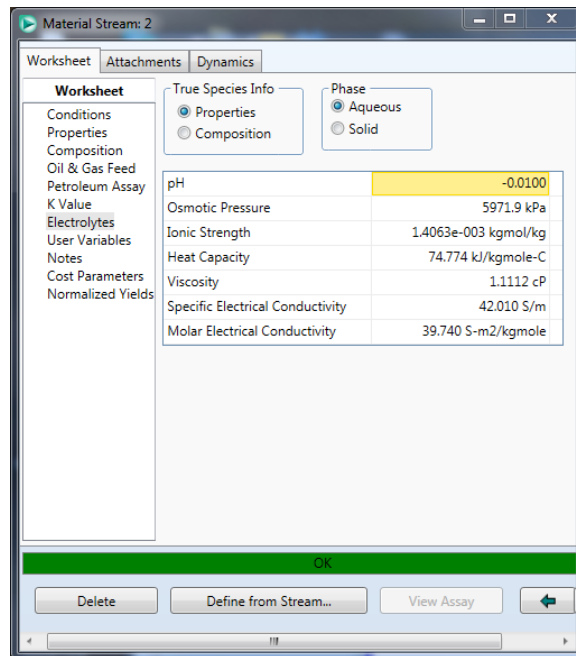 Material Stream: 2
Worksheet Attachments Dynamics
Worksheet
Conditions
Properties
Composition
Oil & Gas Feed
Petroleum Assay
K Value
Electrolytes
User Variables
Notes
Cost Parameters
Normalized Yields
True Species Info
Properties
Composition
Phase
Aqueous
Solid
pH -0.0100
Osmotic Pressure 5971.9 kPa
Ionic Strength 1.4063e-003 kgmol/kg
Heat Capacity 74.774 kJ/kgmole-C
Viscosity 1.1112 cP
Specific Electrical Conductivity 42.010 S/m
Molar Electrical Conductivity 39.740 S-m2/kgmole
OK
Delete Define from Stream... View Assay